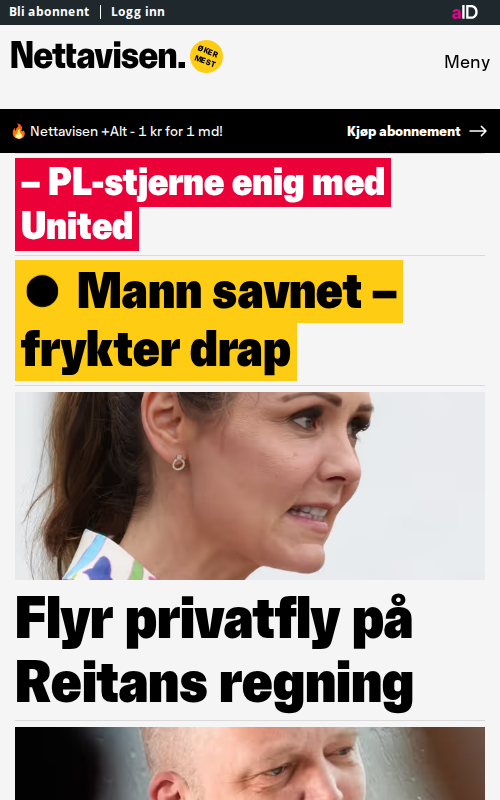 Bli abonnent Logg inn aID
Nettavisen. ØKER MEST
Meny
🔥 Nettavisen +Alt - 1 kr for 1 md! Kjøp abonnement →
– PL-stjerne enig med
United
● Mann savnet –
frykter drap
Flyr privatfly på
Reitans regning